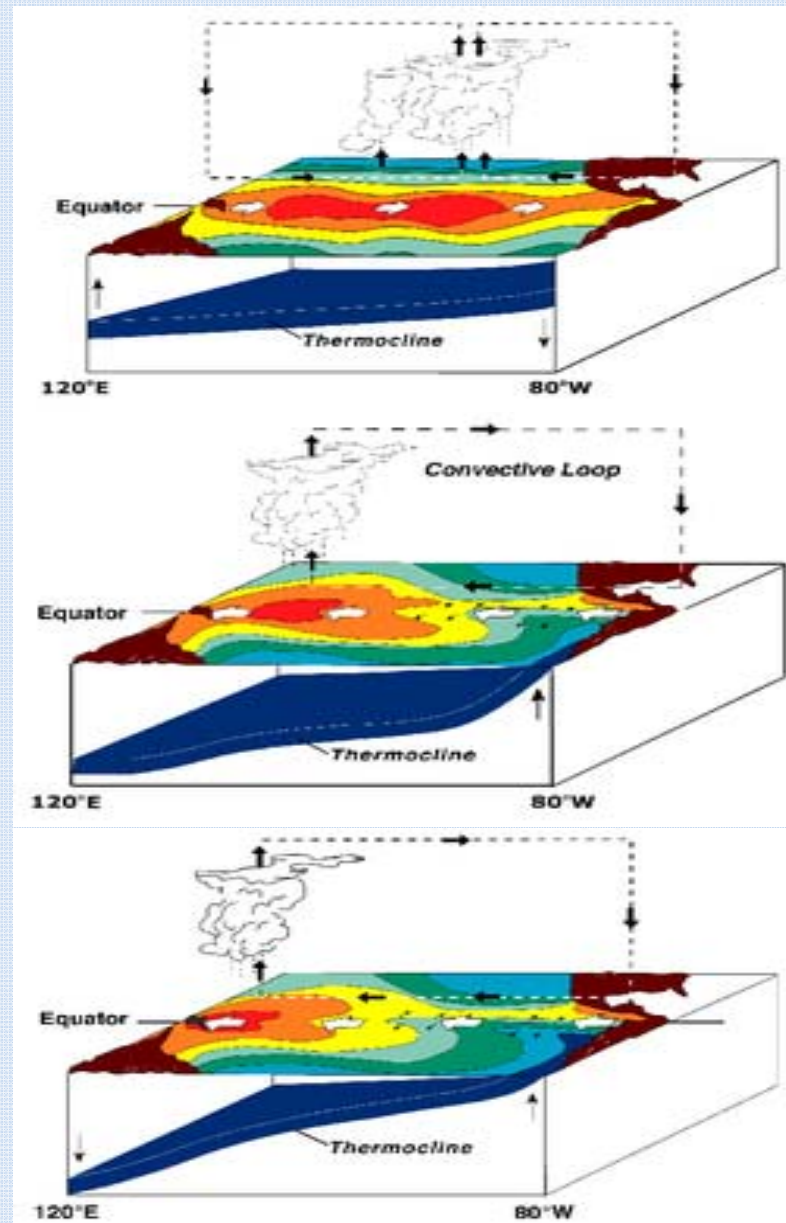 Equator
Thermocline
120°E 80°W
Convective Loop
Equator
Thermocline
120°E 80°W
Equator
Thermocline
120°E 80°W